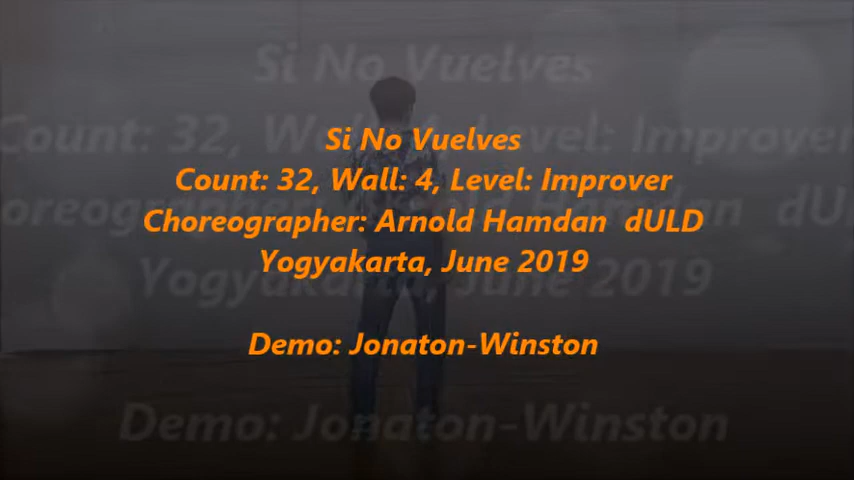 Si No Vuelves
Count: 32, Wall: 4, Level: Improver
Choreographer: Arnold Hamdan dULD
Yogyakarta, June 2019
Demo: Jonaton-Winston